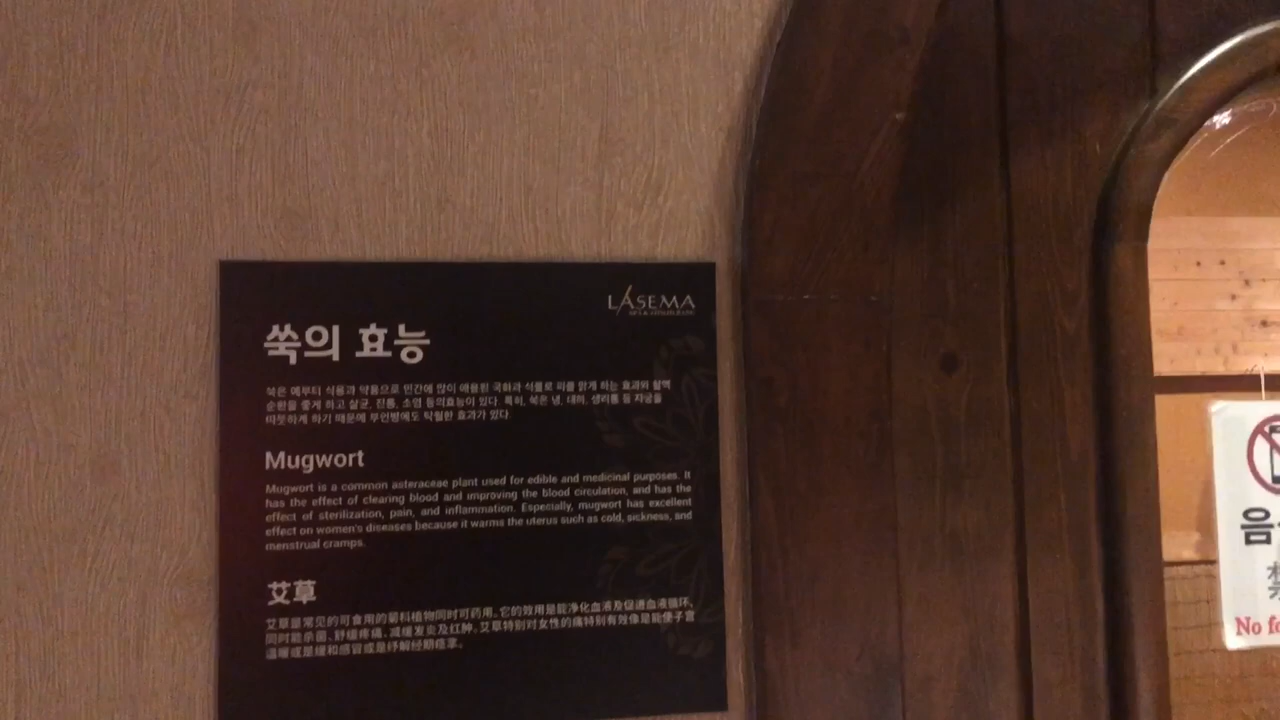 LASEMA
쑥의 효능
쑥은 예부터 식용과 약용으로 민간에 많이 애용된 국화과 식물로 피를 맑게 하는 효과와 혈액
순환을 좋게 하고 살균, 진통, 소염 등의효능이 있다. 특히, 쑥은 냉, 대하, 생리통 등 자궁을
따뜻하게 하기 때문에 부인병에도 탁월한 효과가 있다.
Mugwort
Mugwort is a common asteraceae plant used for edible and medicinal purposes. It
has the effect of clearing blood and improving the blood circulation, and has the
effect of sterilization, pain, and inflammation. Especially, mugwort has excellent
effect on women's diseases because it warms the uterus such as cold, sickness, and
menstrual cramps.
艾草
艾草是常见的可食用的菊科植物同时可药用。它的效用是能净化血液及促进血液循环、
同时能杀菌、舒缓疼痛、减缓发炎及红肿。艾草特别对女性的痛特别有效像是能使子宫
温暖或是缓和感冒或是纾解经期痉挛。
음
禁
No fo